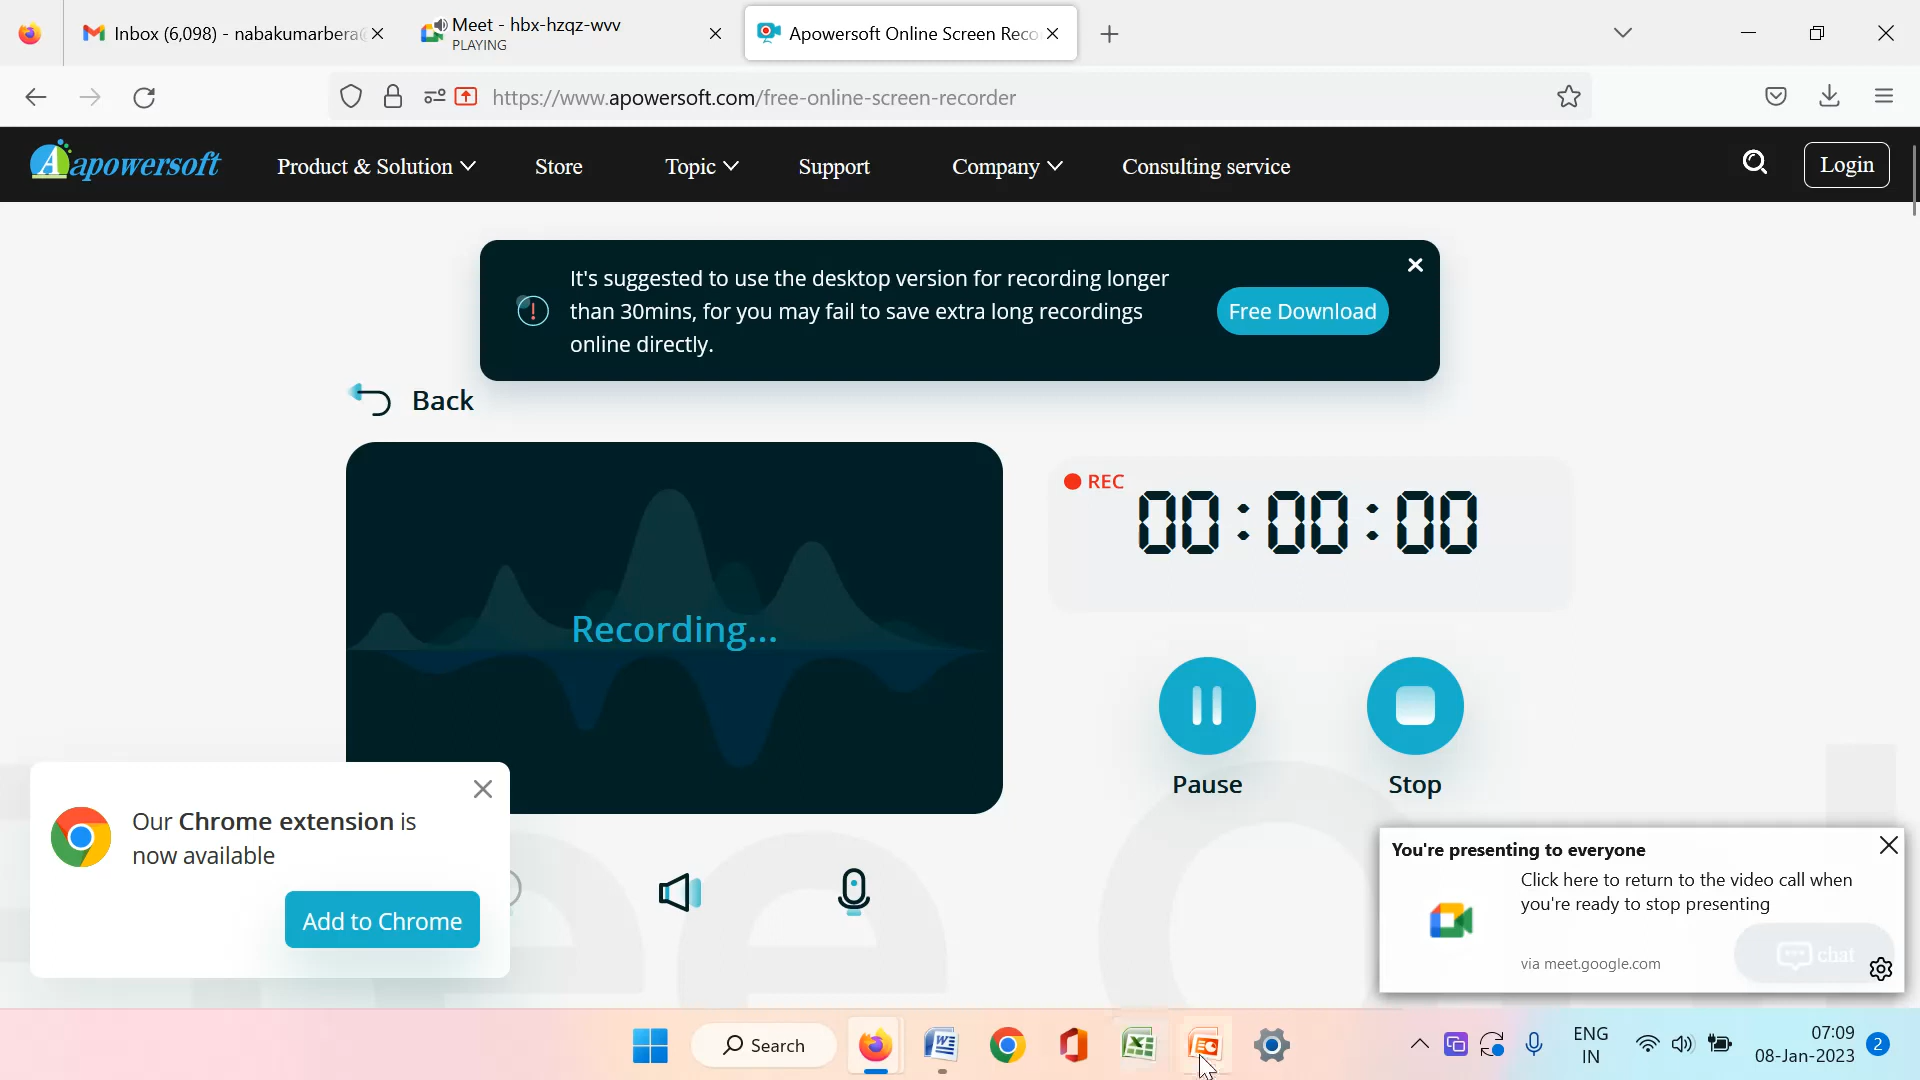 Inbox (6,098) - nabakumarbera
Meet - hbx-hzqz-wvv
PLAYING
Apowersoft Online Screen Reco
https://www.apowersoft.com/free-online-screen-recorder
apowersoft
Product & Solution
Store
Topic
Support
Company
Consulting service
Login
It's suggested to use the desktop version for recording longer
than 30mins, for you may fail to save extra long recordings
online directly.
Free Download
Back
REC
00:00:00
Recording...
Pause
Stop
Our Chrome extension is
now available
Add to Chrome
You're presenting to everyone
Click here to return to the video call when
you're ready to stop presenting
via meet.google.com
chat
Search
ENG
IN
07:09
08-Jan-2023
2